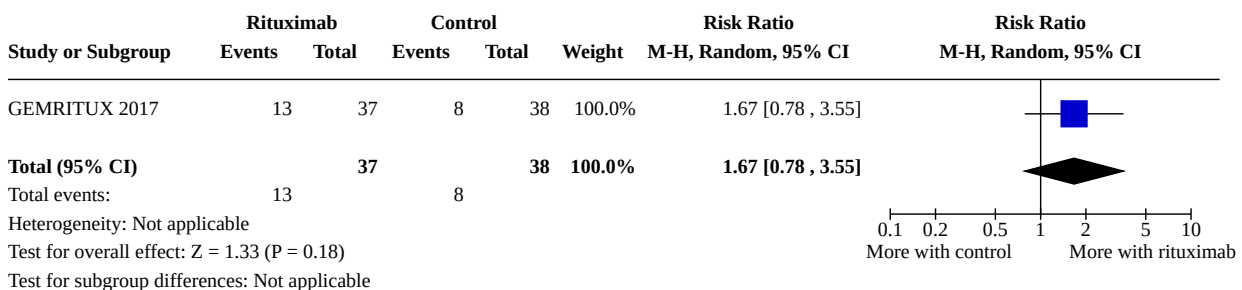 Rituximab Control Risk Ratio Risk Ratio
Study or Subgroup Events Total Events Total Weight M-H, Random, 95% CI M-H, Random, 95% CI
GEMRITUX 2017 13 37 8 38 100.0% 1.67 [0.78 , 3.55]
Total (95% CI) 37 38 100.0% 1.67 [0.78 , 3.55]
Total events: 13 8
Heterogeneity: Not applicable
0.1 0.2 0.5 1 2 5 10
Test for overall effect: Z = 1.33 (P = 0.18) More with control More with rituximab
Test for subgroup differences: Not applicable